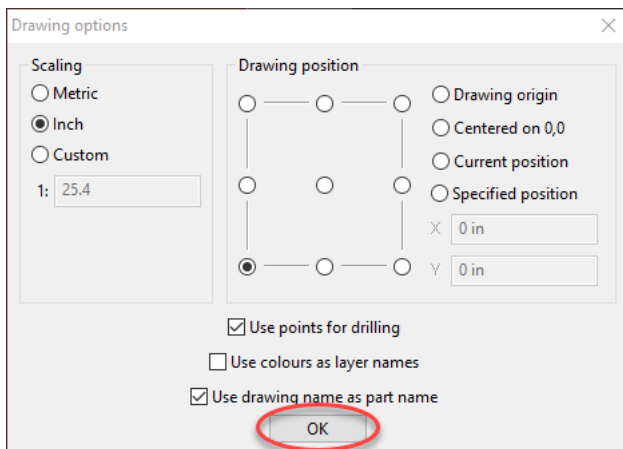 Drawing options
Scaling
Metric
Inch
Custom
1: 25.4
Drawing position
Drawing origin
Centered on 0,0
Current position
Specified position
X 0 in
Y 0 in
Use points for drilling
Use colours as layer names
Use drawing name as part name
OK